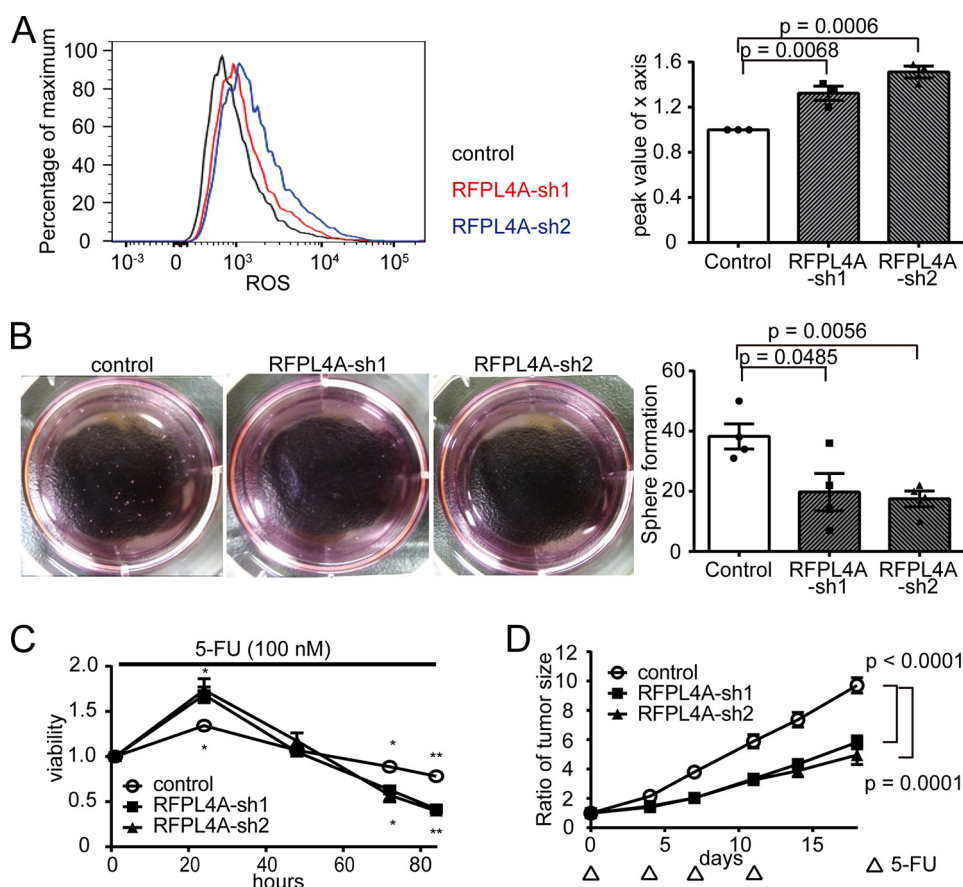 A
Percentage of maximum
100
80
60
40
20
0
-10-3
0
103
104
105
ROS
control
RFPL4A-sh1
RFPL4A-sh2
p = 0.0006
p = 0.0068
peak value of x axis
1.6
1.2
0.8
0.4
0
Control
RFPL4A
-sh1
RFPL4A
-sh2
B
control
RFPL4A-sh1
RFPL4A-sh2
p = 0.0056
p = 0.0485
Sphere formation
60
40
20
0
Control
RFPL4A
-sh1
RFPL4A
-sh2
C
5-FU (100 nM)
viability
2.0
1.5
1.0
0.5
0
*
*
*
**
*
**
control
RFPL4A-sh1
RFPL4A-sh2
0
20
40
60
80
hours
D
Ratio of tumor size
12
10
8
6
4
2
0
control
RFPL4A-sh1
RFPL4A-sh2
p < 0.0001
p = 0.0001
0
5
10
15
days
5-FU